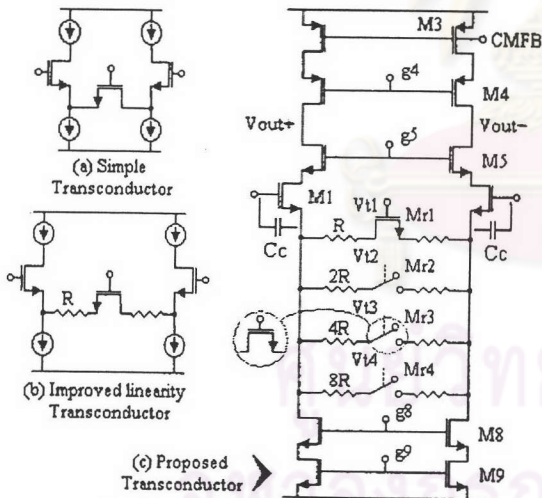 (a) Simple
Transconductor
R
(b) Improved linearity
Transconductor
M3
CMFB
g4
M4
Vout+
Vout-
g5
M5
M1
Vt1
Mr1
Cc
R
Cc
Vt2
2R
Mr2
Vt3
4R
Mr3
Vt4
8R
Mr4
g8
M8
g9
M9
(c) Proposed
Transconductor